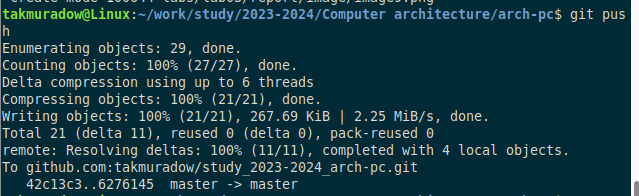 takmuradow@Linux:~/work/study/2023-2024/Computer architecture/arch-pc$ git pus
h
Enumerating objects: 29, done.
Counting objects: 100% (27/27), done.
Delta compression using up to 6 threads
Compressing objects: 100% (21/21), done.
Writing objects: 100% (21/21), 267.69 KiB | 2.25 MiB/s, done.
Total 21 (delta 11), reused 0 (delta 0), pack-reused 0
remote: Resolving deltas: 100% (11/11), completed with 4 local objects.
To github.com:takmuradow/study_2023-2024_arch-pc.git
   42c13c3..6276145  master -> master